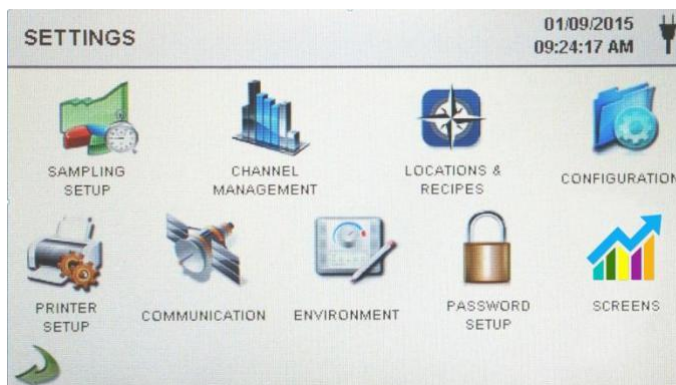 SETTINGS
01/09/2015
09:24:17 AM
SAMPLING
SETUP
CHANNEL
MANAGEMENT
LOCATIONS &
RECIPES
CONFIGURATION
PRINTER
SETUP
COMMUNICATION
ENVIRONMENT
PASSWORD
SETUP
SCREENS